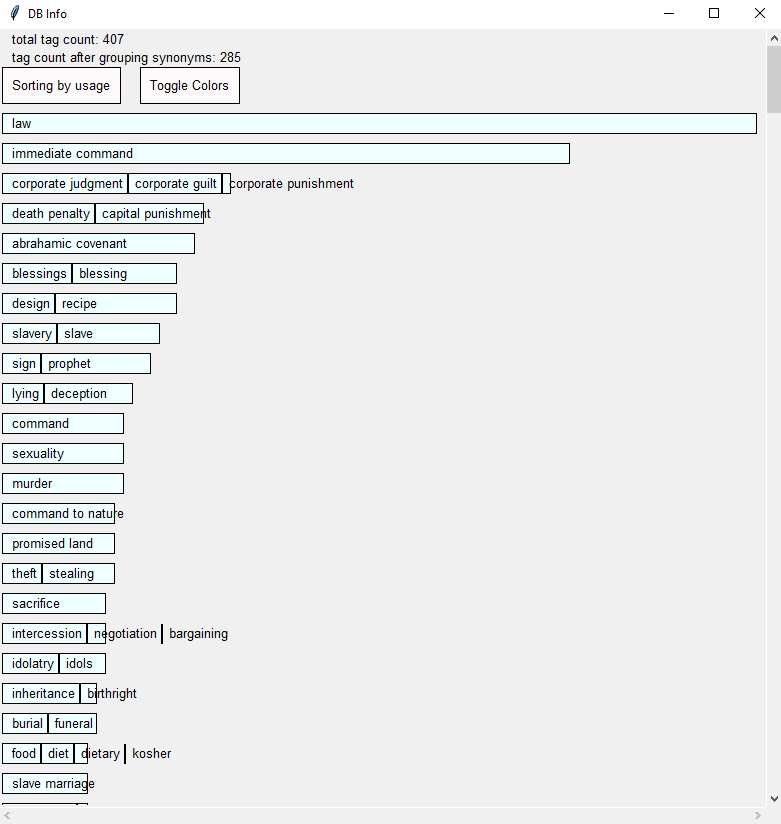 DB Info
total tag count: 407
tag count after grouping synonyms: 285
Sorting by usage Toggle Colors
law
immediate command
corporate judgment corporate guilt corporate punishment
death penalty capital punishment
abrahamic covenant
blessings blessing
design recipe
slavery slave
sign prophet
lying deception
command
sexuality
murder
command to nature
promised land
theft stealing
sacrifice
intercession negotiation bargaining
idolatry idols
inheritance birthright
burial funeral
food diet dietary kosher
slave marriage